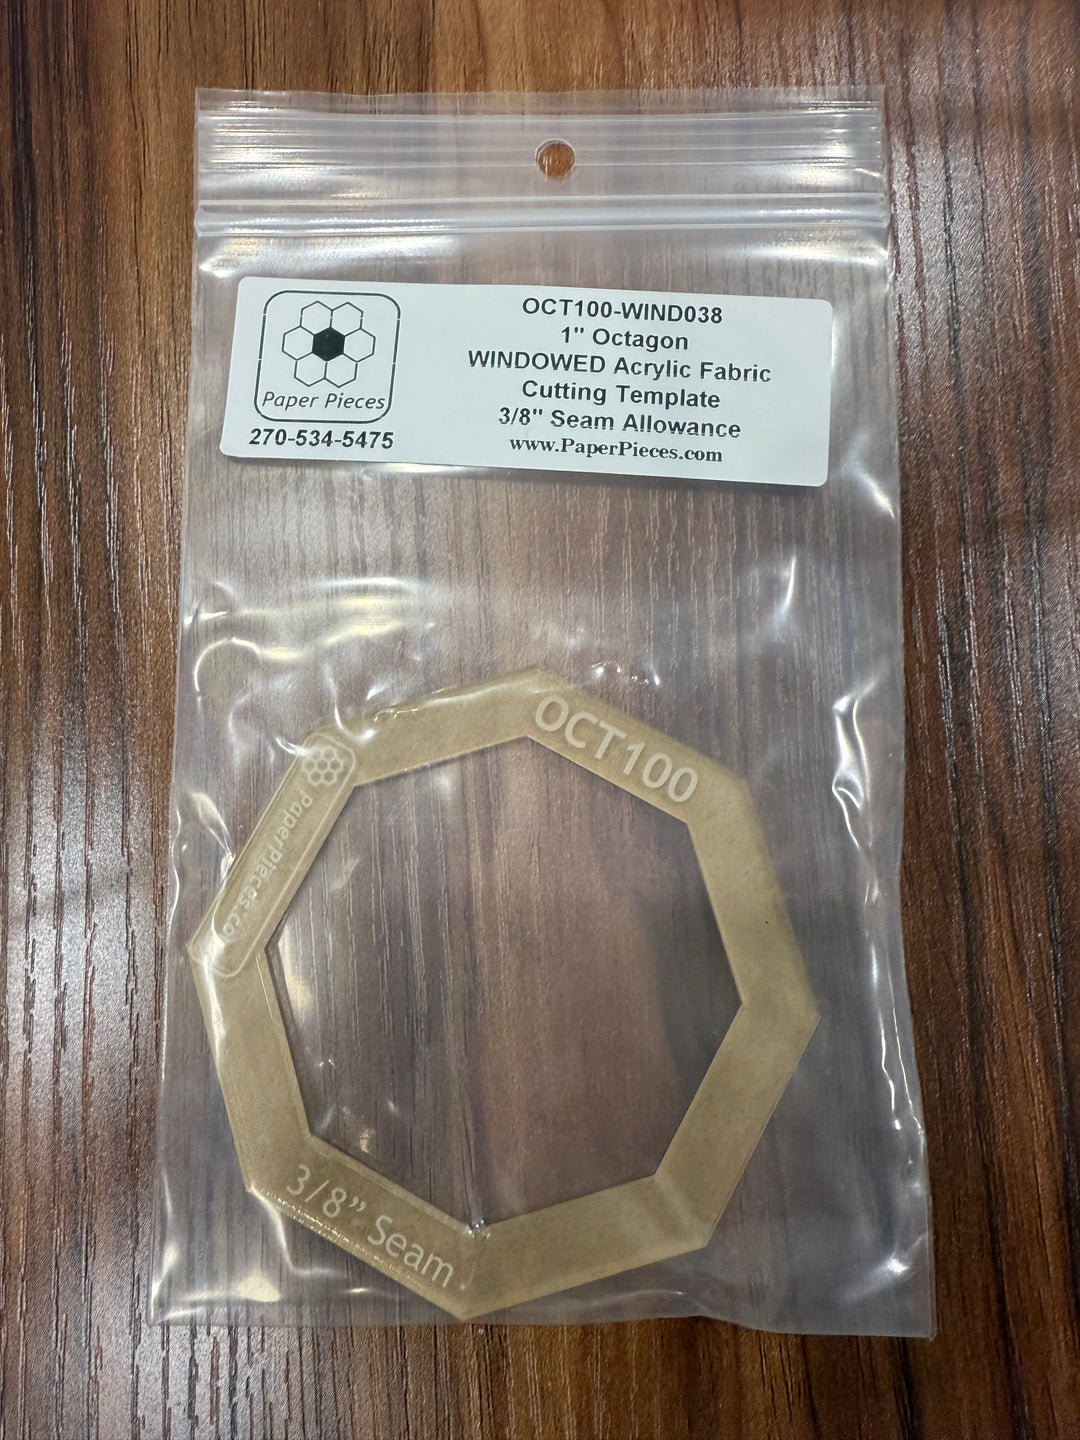 OCT100-WIND038
1" Octagon
WINDOWED Acrylic Fabric
Cutting Template
3/8" Seam Allowance
www.PaperPieces.com
Paper Pieces
270-534-5475
OCT100
PaperPieces.co
3/8” Seam